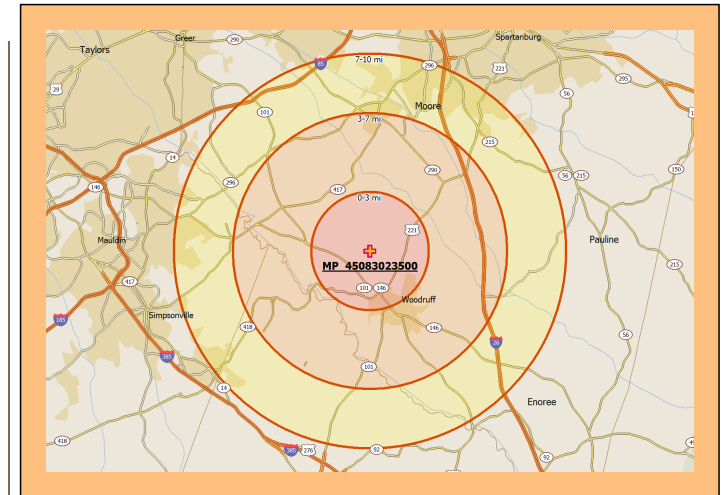 Greer
290
Spartanburg
Taylors
7-10 mi
85
296
221
295
29
56
Moore
101
3-7 mi
215
14
290
56 215
150
296
417
146
0-3 mi
221
Mauldin
Pauline
MP_45083023500
215
417
101 146
Woodruff
Simpsonville
185
418
146
56
385
26
101
14
Enoree
418
92
385 276
92